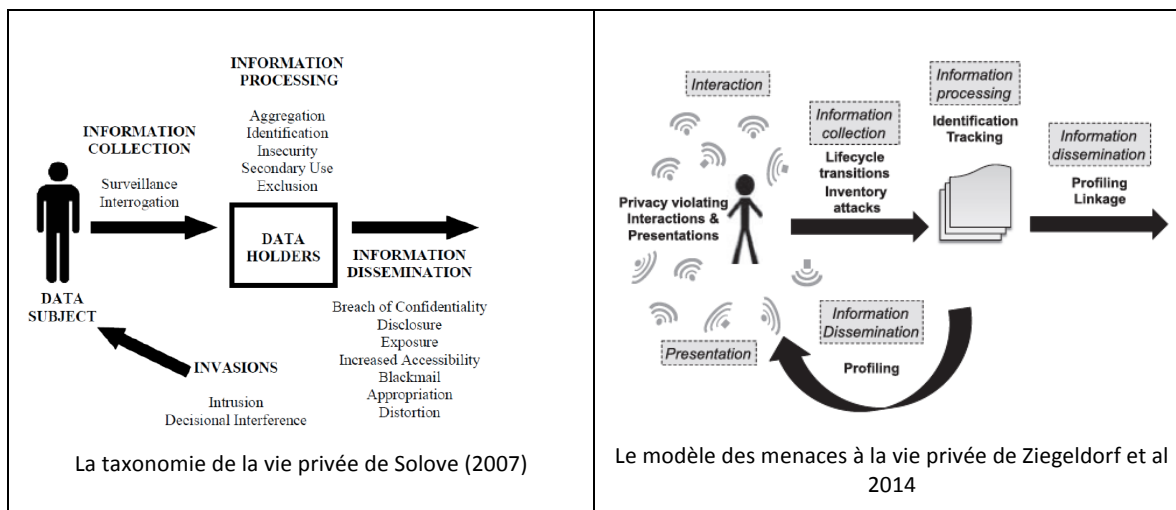 INFORMATION
PROCESSING
Aggregation
Identification
Insecurity
Secondary Use
Exclusion
INFORMATION
COLLECTION
Surveillance
Interrogation
DATA
HOLDERS
INFORMATION
DISSEMINATION
Breach of Confidentiality
Disclosure
Exposure
Increased Accessibility
Blackmail
Appropriation
Distortion
DATA
SUBJECT
INVASIONS
Intrusion
Decisional Interference
La taxonomie de la vie privée de Solove (2007)
Interaction
Information
collection
Lifecycle
transitions
Inventory
attacks
Information
processing
Identification
Tracking
Information
dissemination
Profiling
Linkage
Privacy violating
Interactions &
Presentations
Presentation
Information
Dissemination
Profiling
Le modèle des menaces à la vie privée de Ziegeldorf et al
2014